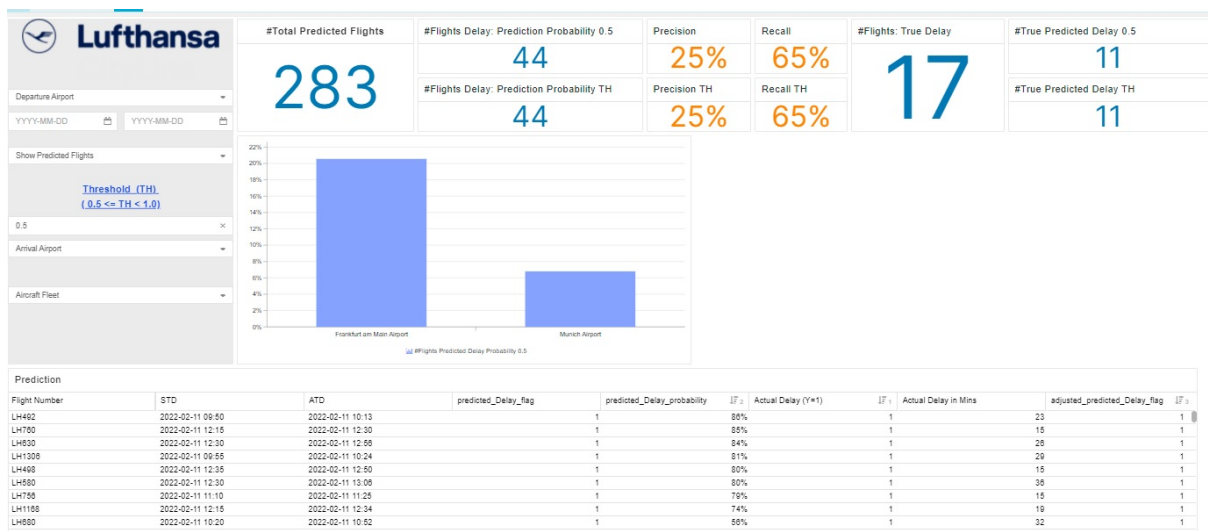 Lufthansa
Departure Airport
YYYY-MM-DD YYYY-MM-DD
Show Predicted Flights
Threshold (TH)
( 0.5 <= TH < 1.0)
0.5
Arrival Airport
Aircraft Fleet
#Total Predicted Flights
283
#Flights Delay: Prediction Probability 0.5
44
#Flights Delay: Prediction Probability TH
44
Precision
25%
Precision TH
25%
Recall
65%
Recall TH
65%
#Flights: True Delay
17
#True Predicted Delay 0.5
11
#True Predicted Delay TH
11
22%
20%
18%
16%
14%
12%
10%
8%
6%
4%
2%
0%
Frankfurt am Main Airport Munich Airport
#Flights Predicted Delay Probability 0.5
Prediction
Flight Number STD ATD predicted_Delay_flag predicted_Delay_probability 2 Actual Delay (Y=1) 1 Actual Delay in Mins adjusted_predicted_Delay_flag 3
LH492 2022-02-11 09:50 2022-02-11 10:13 1 86% 1 23 1
LH760 2022-02-11 12:15 2022-02-11 12:30 1 85% 1 15 1
LH630 2022-02-11 12:30 2022-02-11 12:56 1 84% 1 26 1
LH1306 2022-02-11 09:55 2022-02-11 10:24 1 81% 1 29 1
LH498 2022-02-11 12:35 2022-02-11 12:50 1 80% 1 15 1
LH580 2022-02-11 12:30 2022-02-11 13:06 1 80% 1 36 1
LH756 2022-02-11 11:10 2022-02-11 11:25 1 79% 1 15 1
LH1168 2022-02-11 12:15 2022-02-11 12:34 1 74% 1 19 1
LH680 2022-02-11 10:20 2022-02-11 10:52 1 56% 1 32 1